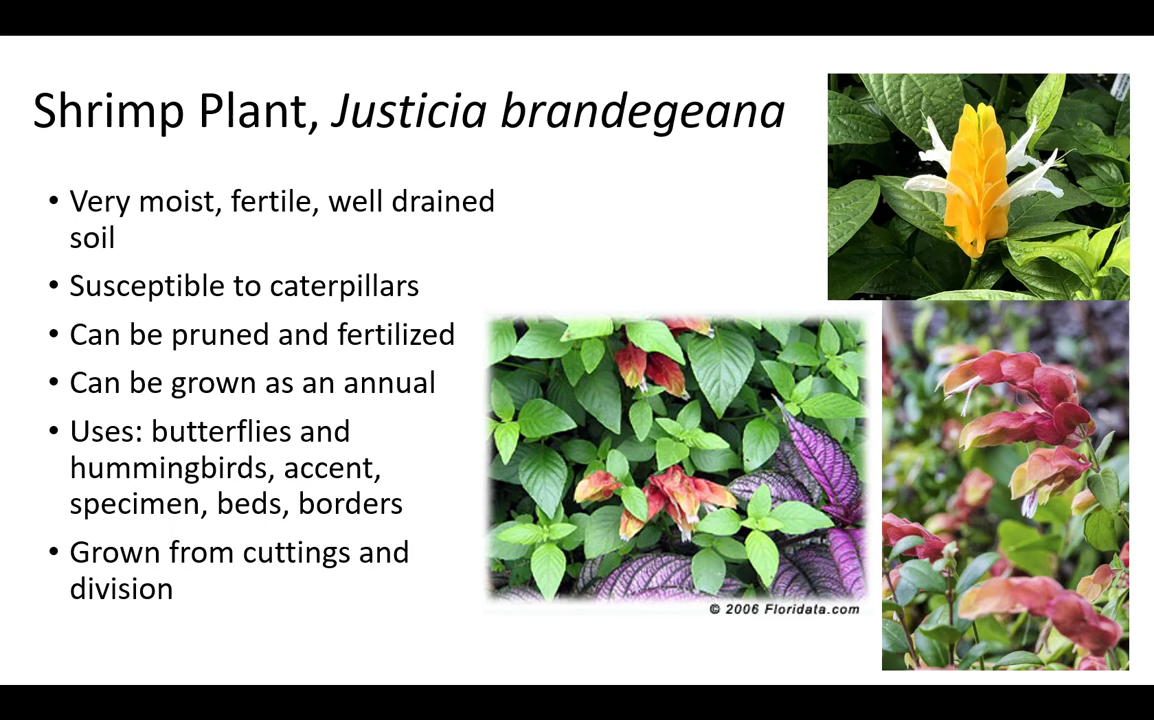 Shrimp Plant, Justicia brandegeana
• Very moist, fertile, well drained
soil
• Susceptible to caterpillars
• Can be pruned and fertilized
• Can be grown as an annual
• Uses: butterflies and
hummingbirds, accent,
specimen, beds, borders
• Grown from cuttings and
division
© 2006 Floridata.com